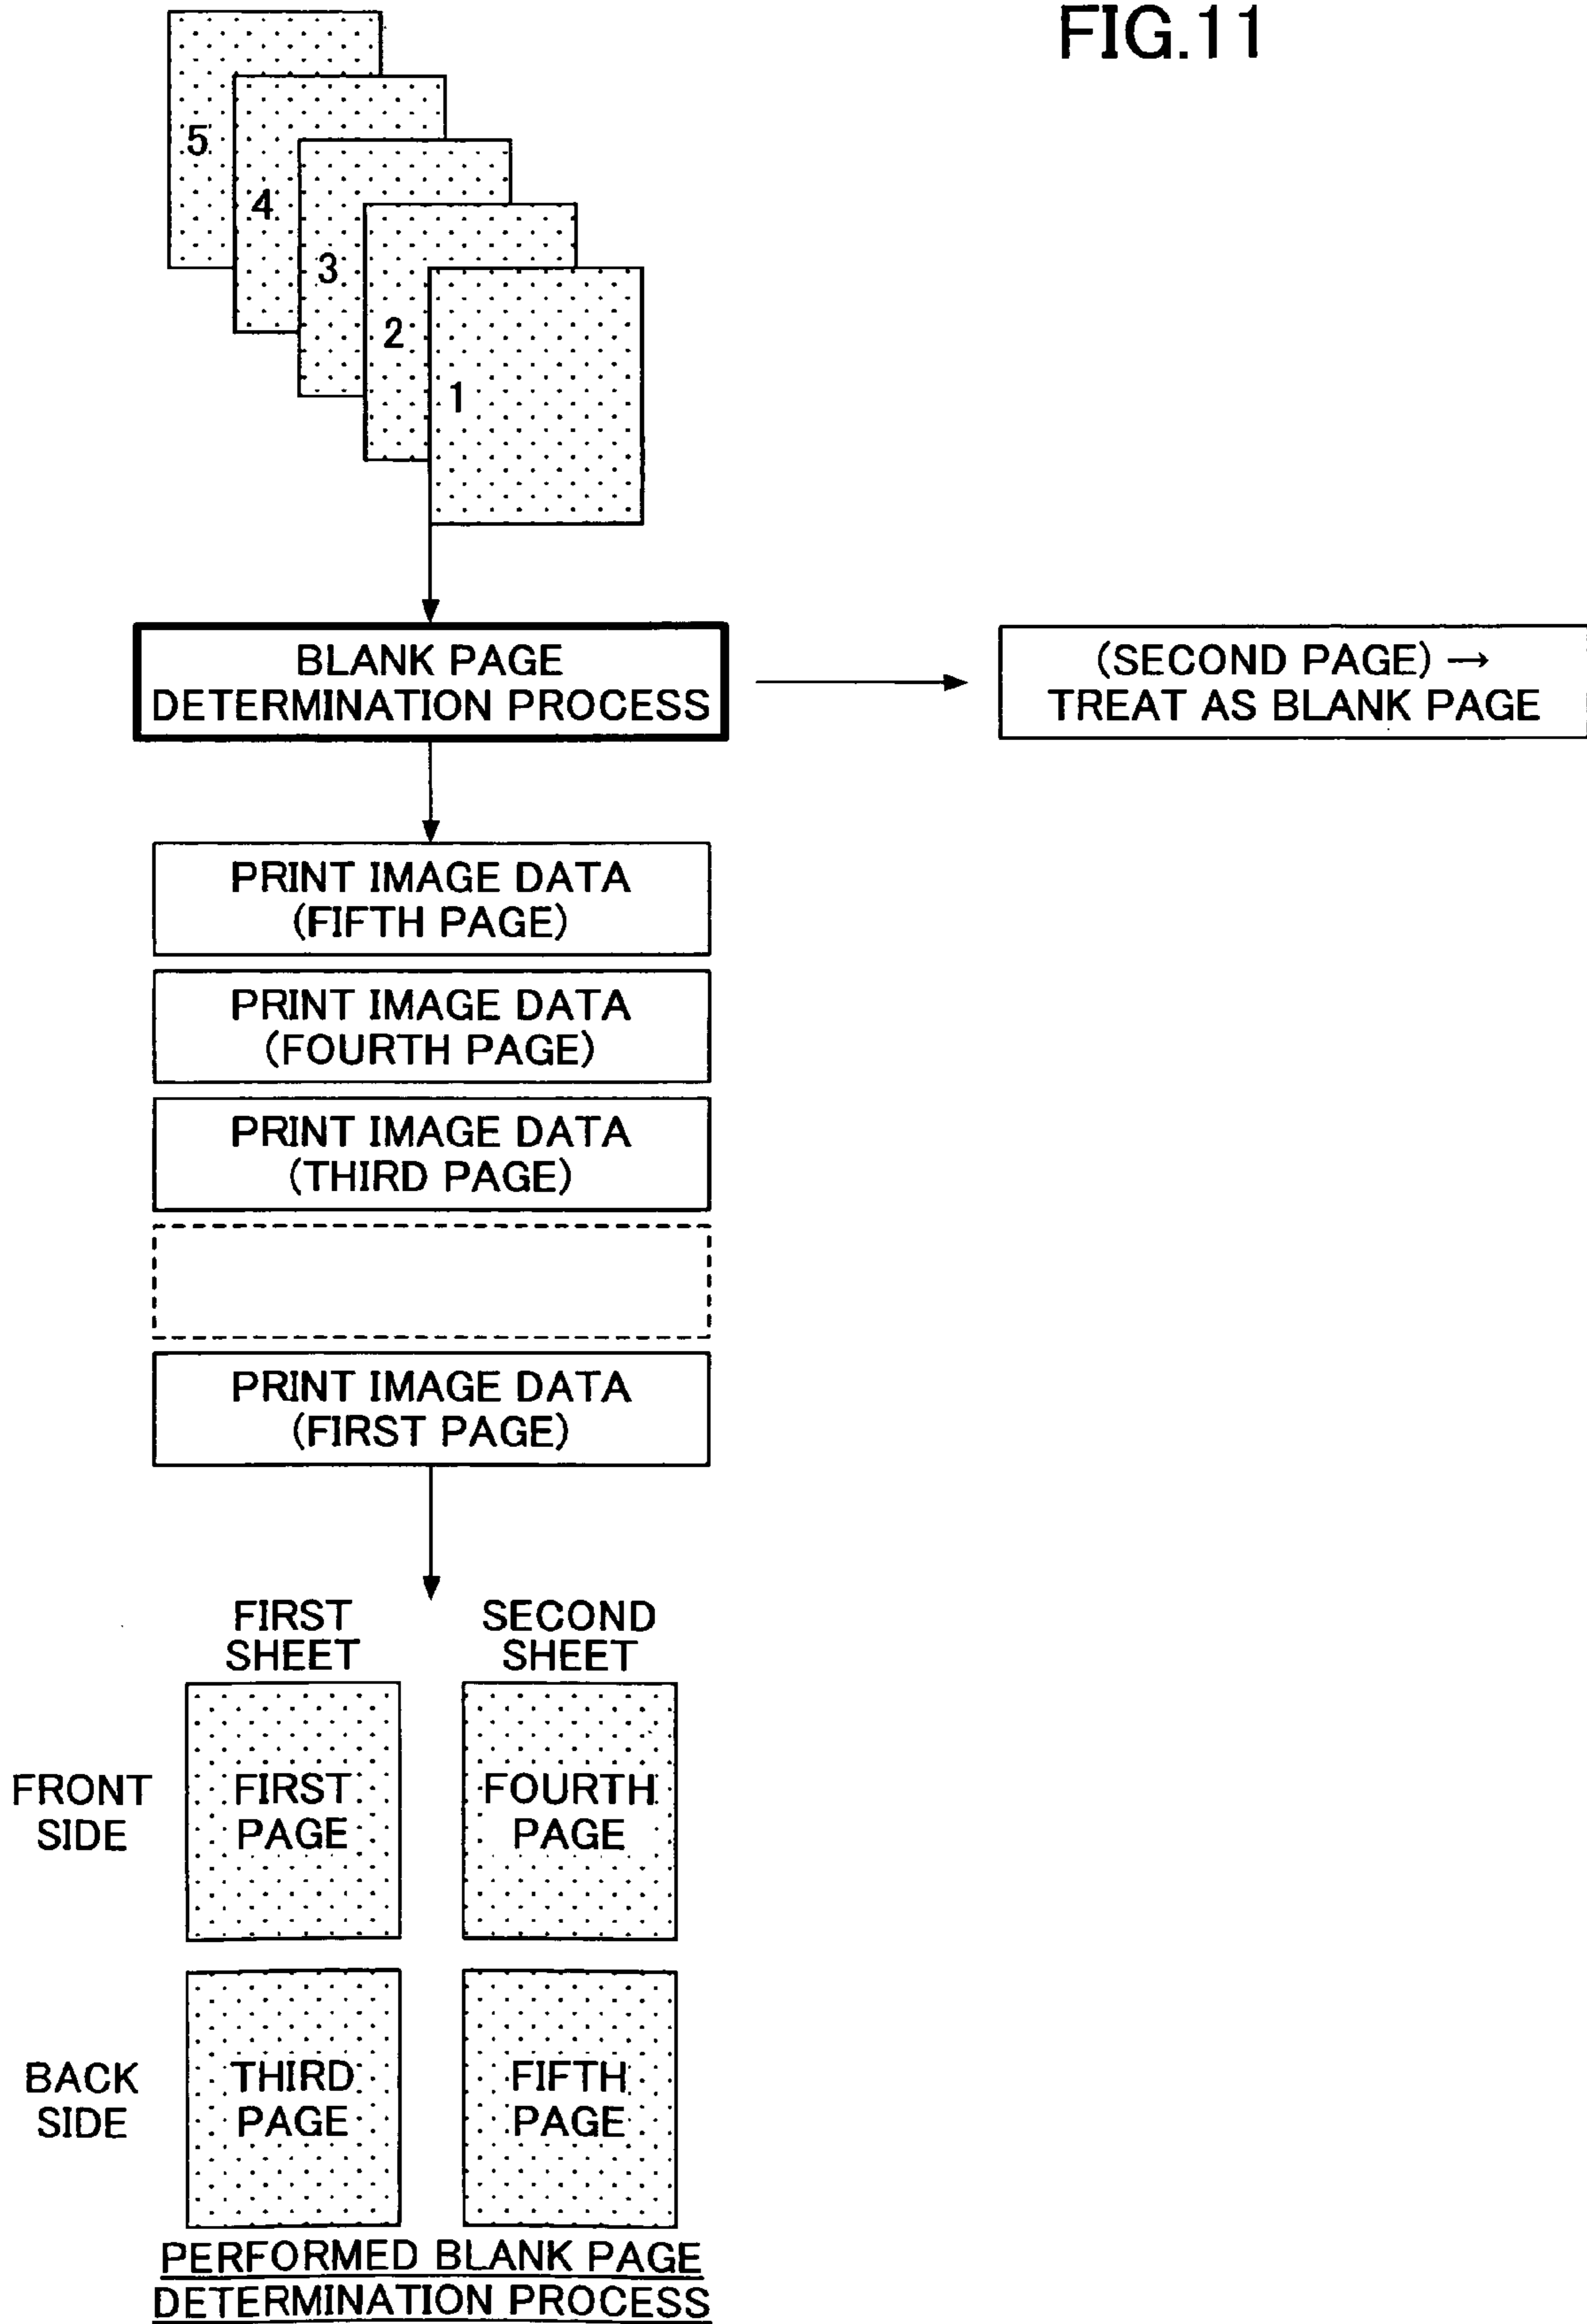 FIG.11
5
4
3
2
1
BLANK PAGE
DETERMINATION PROCESS
(SECOND PAGE) →
TREAT AS BLANK PAGE
PRINT IMAGE DATA
(FIFTH PAGE)
PRINT IMAGE DATA
(FOURTH PAGE)
PRINT IMAGE DATA
(THIRD PAGE)
PRINT IMAGE DATA
(FIRST PAGE)
FIRST
SHEET
SECOND
SHEET
FRONT
SIDE
FIRST
PAGE
FOURTH
PAGE
BACK
SIDE
THIRD
PAGE
FIFTH
PAGE
PERFORMED BLANK PAGE
DETERMINATION PROCESS